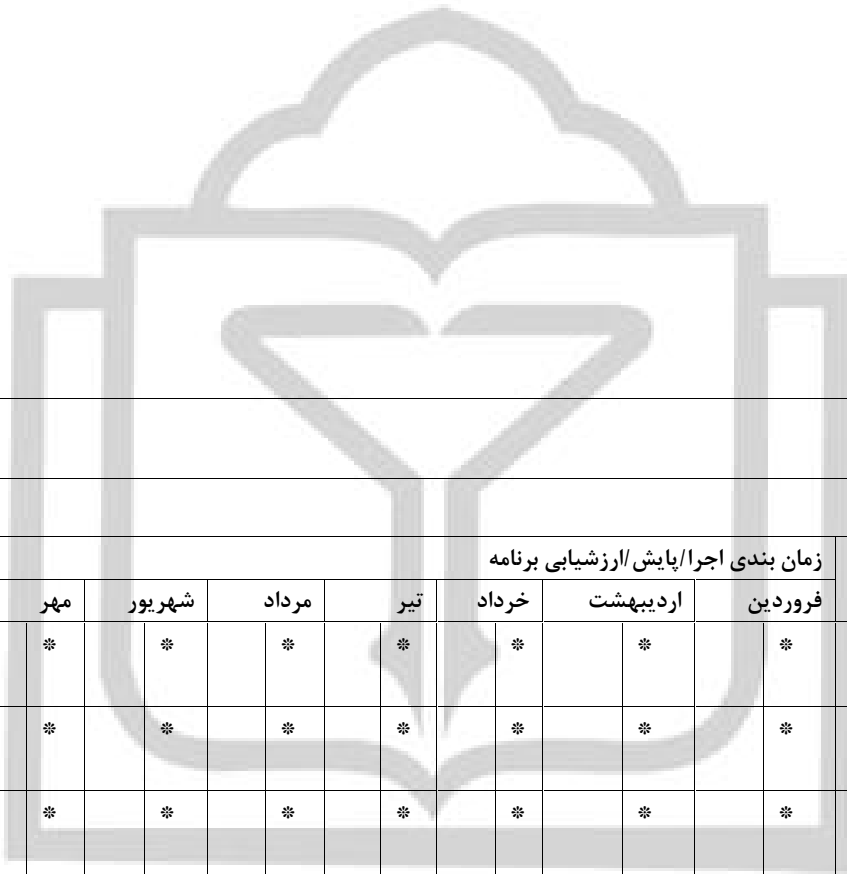 زمان بندی اجرا/پایش/ارزشیابی برنامه
فروردین اردیبهشت خرداد تیر مرداد شهریور مهر
* * * * * * *
* * * * * * *
* * * * * * *